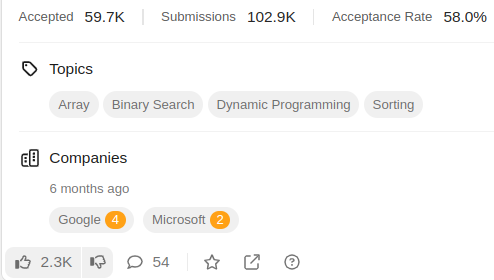 Accepted 59.7K Submissions 102.9K Acceptance Rate 58.0%
Topics
Array Binary Search Dynamic Programming Sorting
Companies
6 months ago
Google 4 Microsoft 2
2.3K 54